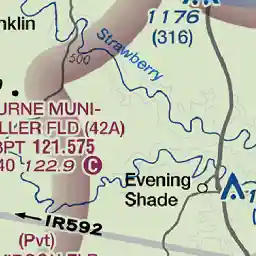 nklin
1176
(316)
Strawberry
500
URNE MUNI-
LLER FLD (42A)
BPT 121.575
40 122.9 C
Evening
Shade
1
IR592
(Pvt)